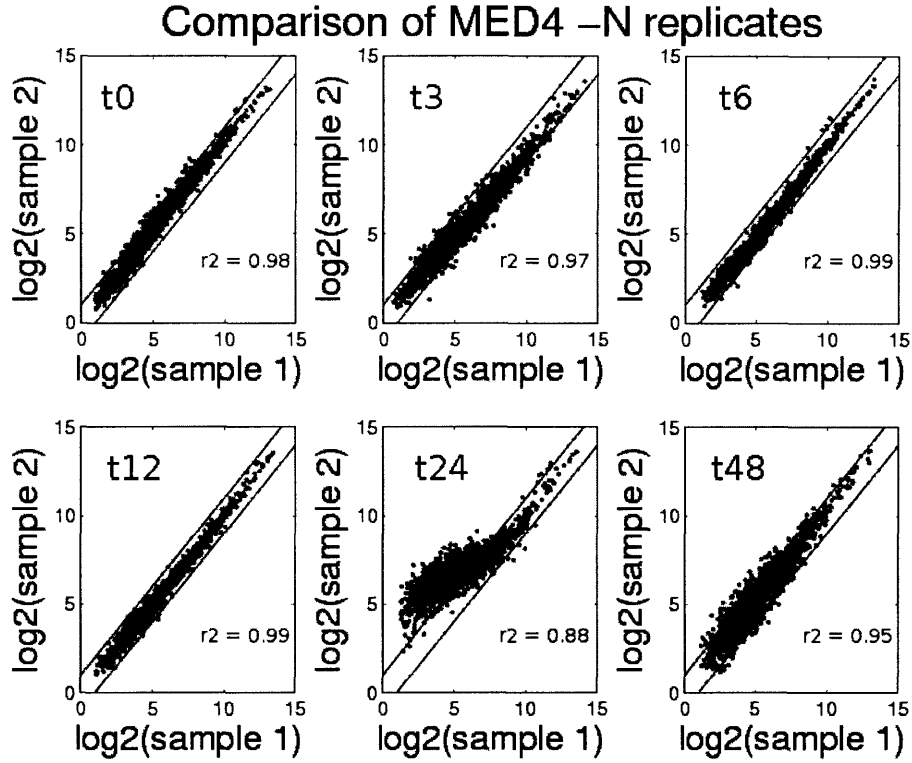 Comparison of MED4 –N replicates
15
10
5
0
log2(sample 2)
t0
r2 = 0.98
0 5 10 15
log2(sample 1)
15
10
5
0
log2(sample 2)
t3
r2 = 0.97
0 5 10 15
log2(sample 1)
15
10
5
0
log2(sample 2)
t6
r2 = 0.99
0 5 10 15
log2(sample 1)
15
10
5
0
log2(sample 2)
t12
r2 = 0.99
0 5 10 15
log2(sample 1)
15
10
5
0
log2(sample 2)
t24
r2 = 0.88
0 5 10 15
log2(sample 1)
15
10
5
0
log2(sample 2)
t48
r2 = 0.95
0 5 10 15
log2(sample 1)